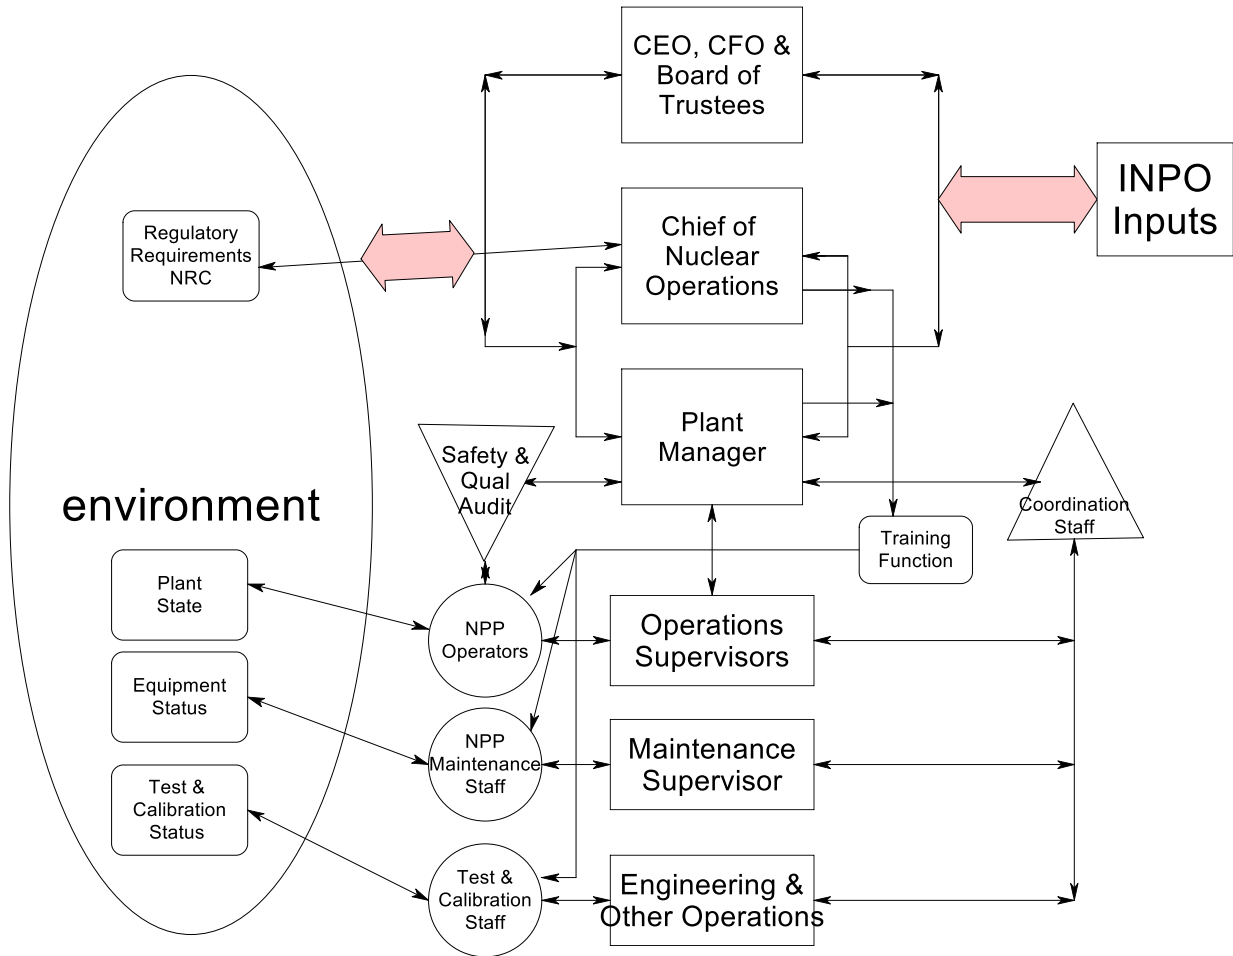 CEO, CFO &
Board of
Trustees
INPO
Inputs
Regulatory
Requirements
NRC
Chief of
Nuclear
Operations
Plant
Manager
Safety &
Qual
Audit
environment
Coordination
Staff
Training
Function
Plant
State
NPP
Operators
Operations
Supervisors
Equipment
Status
NPP
Maintenance
Staff
Maintenance
Supervisor
Test &
Calibration
Status
Test &
Calibration
Staff
Engineering &
Other Operations